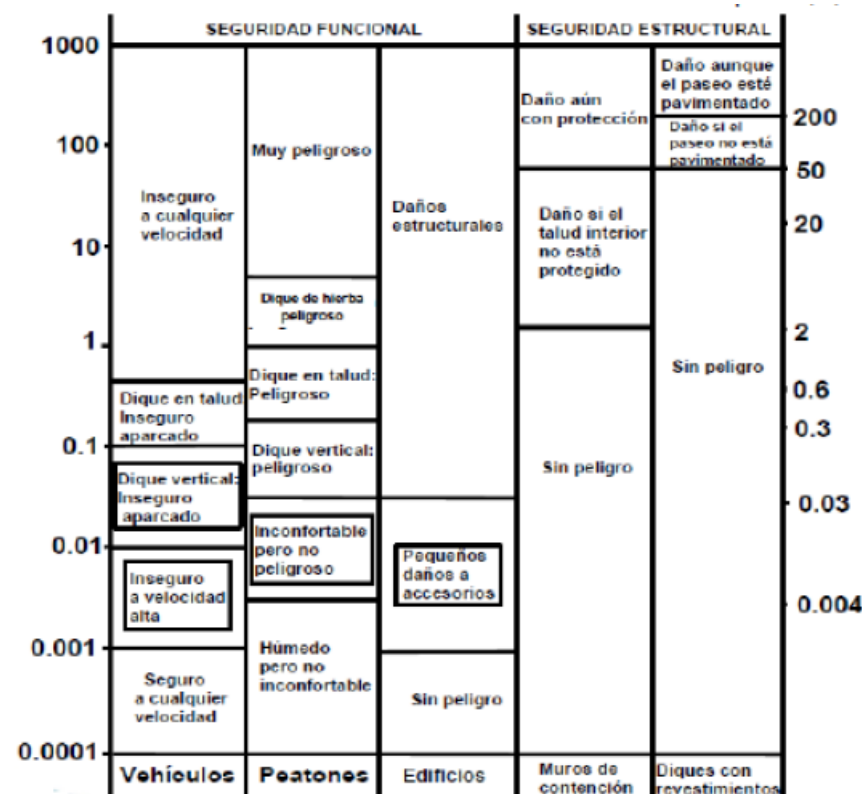 SEGURIDAD FUNCIONAL
SEGURIDAD ESTRUCTURAL
1000
100
10
1
0.1
0.01
0.001
0.0001
Inseguro
a cualquier
velocidad
Dique en talud
Inseguro
aparcado
Dique vertical:
Inseguro
aparcado
Inseguro
a velocidad
alta
Seguro
a cualquier
velocidad
Vehículos
Muy peligroso
Dique de hierba
peligroso
Dique en talud:
Peligroso
Dique vertical:
peligroso
Inconfortable
pero no
peligroso
Húmedo
pero no
inconfortable
Peatones
Daños
estructurales
Pequeños
daños a
accesorios
Sin peligro
Edificios
Daño aún
con protección
Daño si el
talud interior
no está
protegido
Sin peligro
Muros de
contención
Daño aunque
el paseo esté
pavimentado
Daño si el
paseo no está
pavimentado
Sin peligro
Diques con
revestimientos
200
50
20
2
0.6
0.3
0.03
0.004